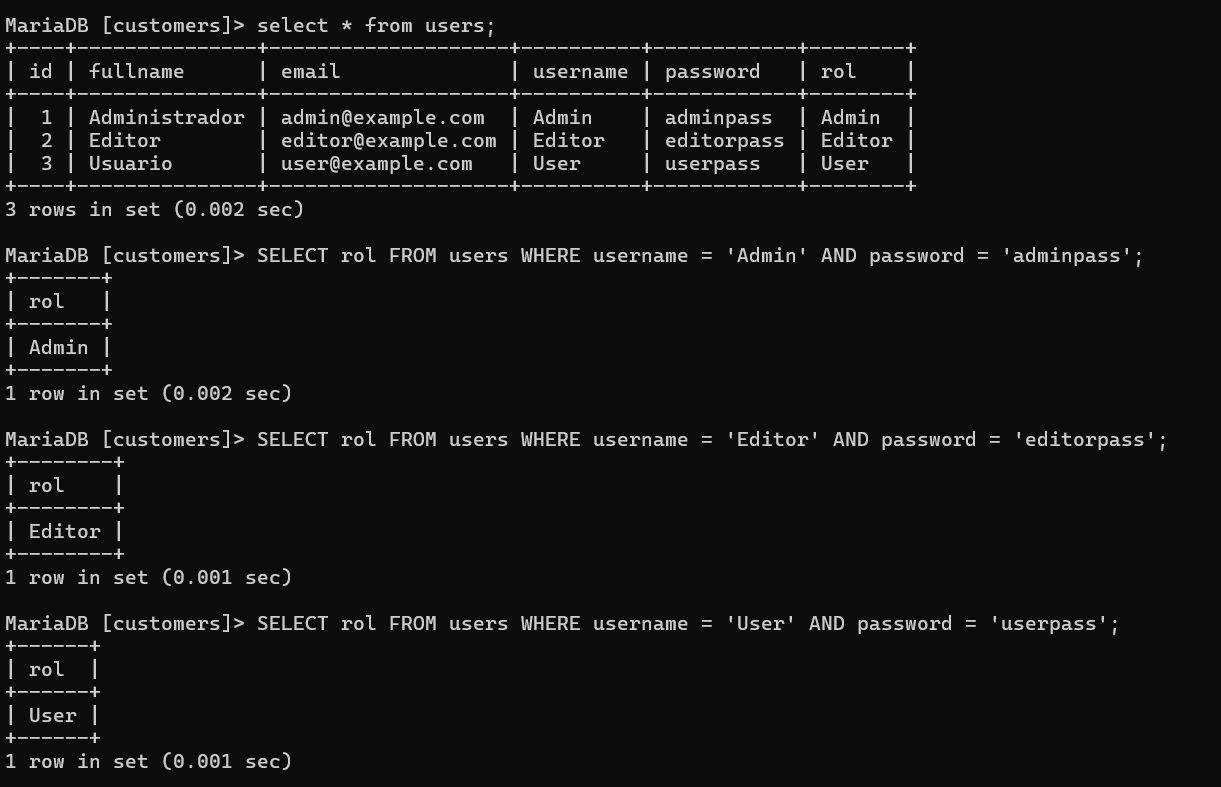 MariaDB [customers]> select * from users;
+----+---------------+--------------------+----------+------------+--------+
| id | fullname      | email              | username | password   | rol    |
+----+---------------+--------------------+----------+------------+--------+
|  1 | Administrador | admin@example.com  | Admin    | adminpass  | Admin  |
|  2 | Editor        | editor@example.com | Editor   | editorpass | Editor |
|  3 | Usuario       | user@example.com   | User     | userpass   | User   |
+----+---------------+--------------------+----------+------------+--------+
3 rows in set (0.002 sec)
MariaDB [customers]> SELECT rol FROM users WHERE username = 'Admin' AND password = 'adminpass';
+-------+
| rol   |
+-------+
| Admin |
+-------+
1 row in set (0.002 sec)
MariaDB [customers]> SELECT rol FROM users WHERE username = 'Editor' AND password = 'editorpass';
+--------+
| rol    |
+--------+
| Editor |
+--------+
1 row in set (0.001 sec)
MariaDB [customers]> SELECT rol FROM users WHERE username = 'User' AND password = 'userpass';
+------+
| rol  |
+------+
| User |
+------+
1 row in set (0.001 sec)